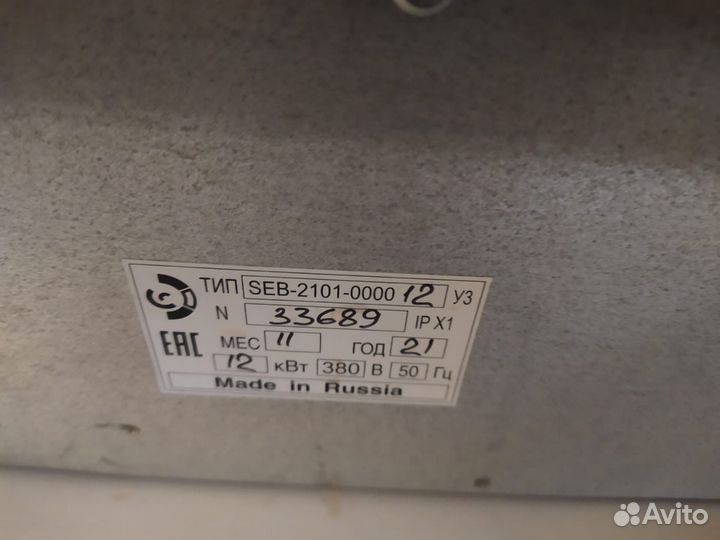 ТИП SEB-2101-0000 12 У3
N 33689 IP X1
EAC МЕС 11 ГОД 21
12 кВт 380 В 50 Гц
Made in Russia
Avito